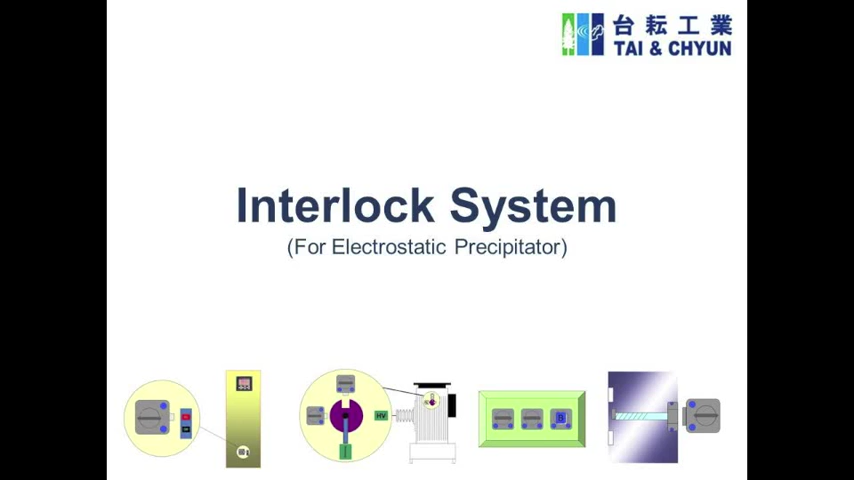 台耘工業
TAI & CHYUN
Interlock System
(For Electrostatic Precipitator)
HV
B